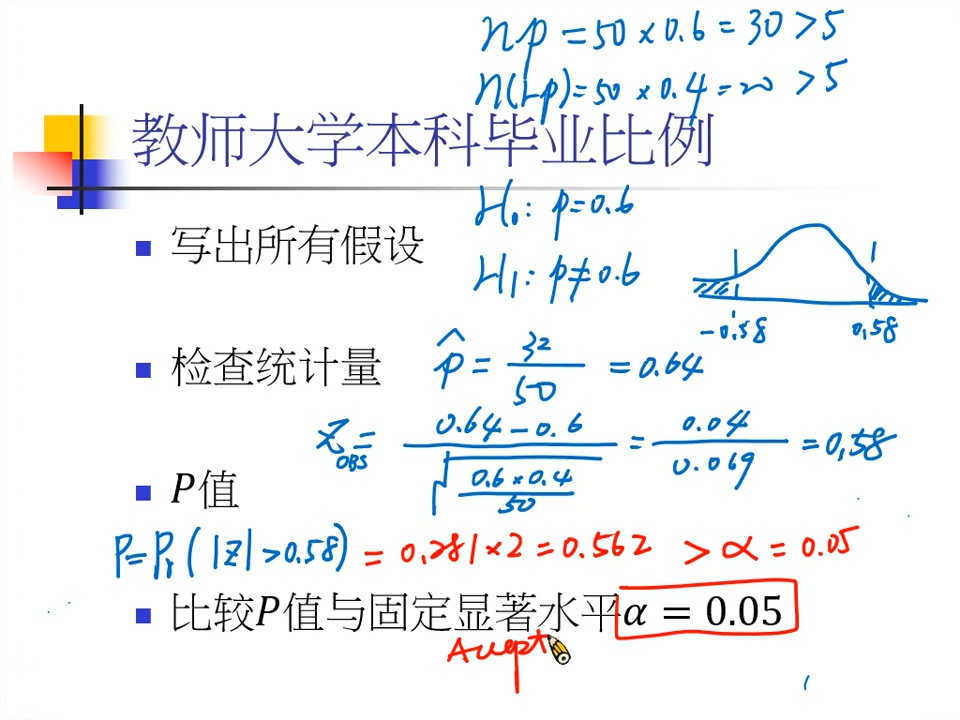 np = 50 × 0.6 = 30 > 5
n(1-p) = 50 × 0.4 = 20 > 5
教师大学本科毕业比例
H₀: p=0.6
写出所有假设
H₁: p≠0.6
-0.58 0.58
检查统计量 p̂ = 32/50 = 0.64
Z_OBS = (0.64-0.6)/√(0.6×0.4/50) = 0.04/0.069 = 0.58
P值
P=Pr(|Z|>0.58) = 0.281×2 = 0.562 > α = 0.05
比较P值与固定显著水平α = 0.05
Accept